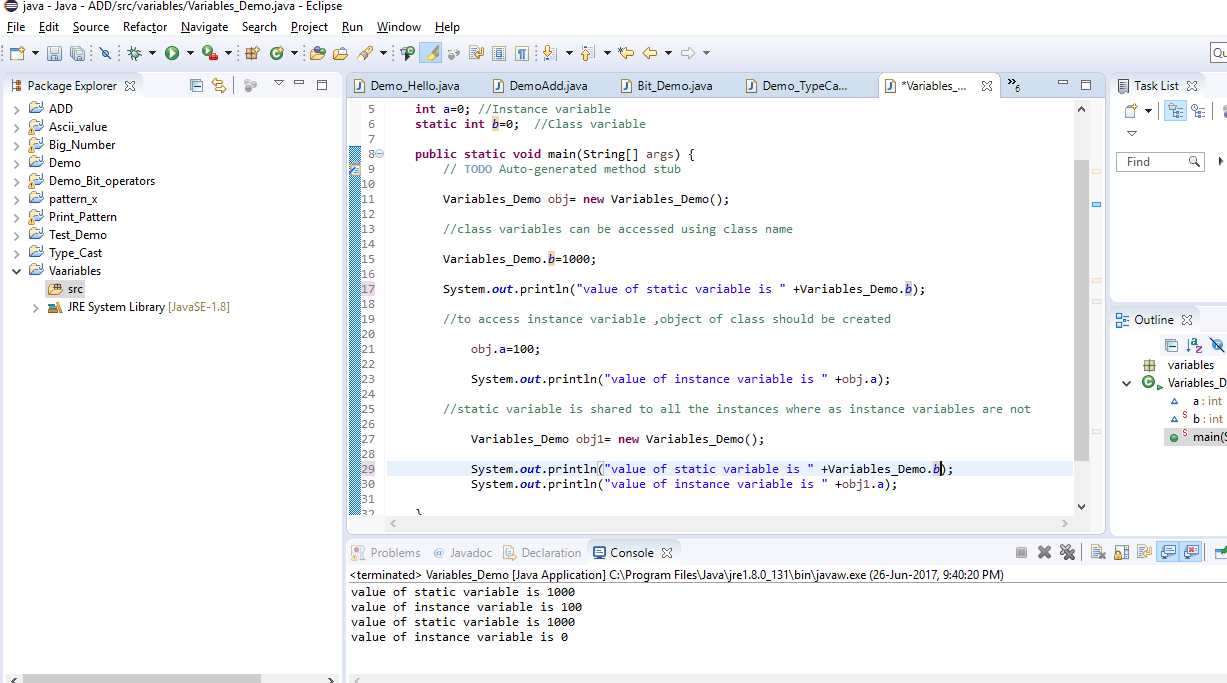 java - Java - ADD/src/variables/Variables_Demo.java - Eclipse
File Edit Source Refactor Navigate Search Project Run Window Help
Package Explorer
ADD
Ascii_value
Big_Number
Demo
Demo_Bit_operators
pattern_x
Print_Pattern
Test_Demo
Type_Cast
Vaariables
src
JRE System Library [JavaSE-1.8]
Demo_Hello.java DemoAdd.java Bit_Demo.java Demo_TypeCa... *Variables_... »6
5 int a=0; //Instance variable
6 static int b=0; //Class variable
7
8 public static void main(String[] args) {
9 // TODO Auto-generated method stub
10
11 Variables_Demo obj= new Variables_Demo();
12
13 //class variables can be accessed using class name
14
15 Variables_Demo.b=1000;
16
17 System.out.println("value of static variable is " +Variables_Demo.b);
18
19 //to access instance variable ,object of class should be created
20
21 obj.a=100;
22
23 System.out.println("value of instance variable is " +obj.a);
24
25 //static variable is shared to all the instances where as instance variables are not
26
27 Variables_Demo obj1= new Variables_Demo();
28
29 System.out.println("value of static variable is " +Variables_Demo.b);
30 System.out.println("value of instance variable is " +obj1.a);
31
32 }
Problems @ Javadoc Declaration Console
<terminated> Variables_Demo [Java Application] C:\Program Files\Java\jre1.8.0_131\bin\javaw.exe (26-Jun-2017, 9:40:20 PM)
value of static variable is 1000
value of instance variable is 100
value of static variable is 1000
value of instance variable is 0
Qu
Task List
Find
Outline
variables
Variables_D
a : int
b : int
main(S